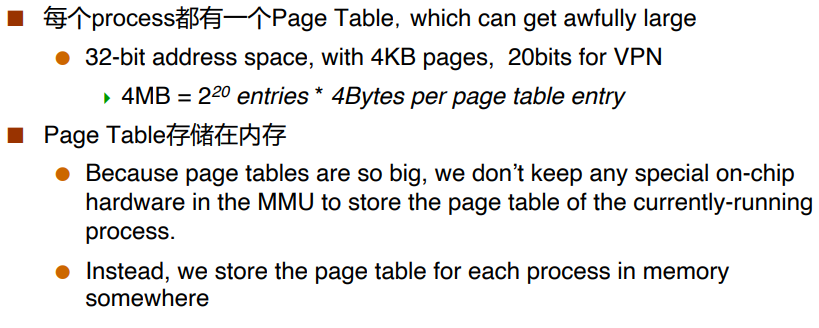 每个process都有一个Page Table, which can get awfully large
32-bit address space, with 4KB pages, 20bits for VPN
4MB = 2²⁰ entries * 4Bytes per page table entry
Page Table存储在内存
Because page tables are so big, we don't keep any special on-chip
hardware in the MMU to store the page table of the currently-running
process.
Instead, we store the page table for each process in memory
somewhere